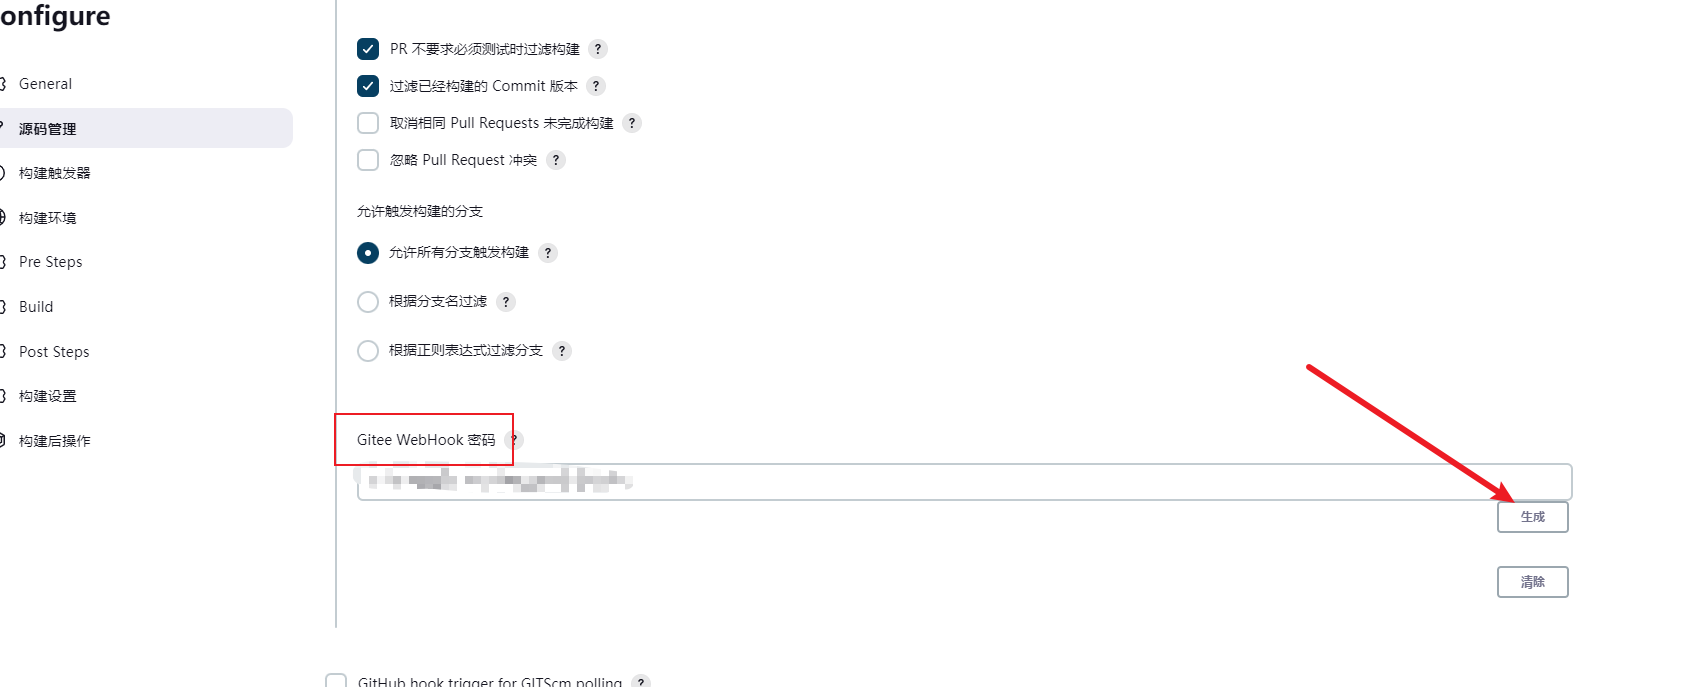 onfigure
General
源码管理
构建触发器
构建环境
Pre Steps
Build
Post Steps
构建设置
构建后操作
PR 不要求必须测试时过滤构建 ?
过滤已经构建的 Commit 版本 ?
取消相同 Pull Requests 未完成构建 ?
忽略 Pull Request 冲突 ?
允许触发构建的分支
允许所有分支触发构建 ?
根据分支名过滤 ?
根据正则表达式过滤分支 ?
Gitee WebHook 密码 ?
生成
清除
GitHub hook trigger for GITScm polling ?